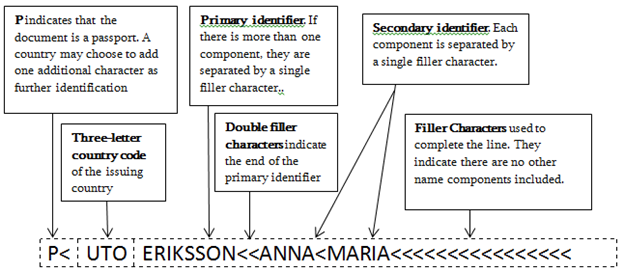 P indicates that the
document is a passport. A
country may choose to add
one additional character as
further identification
Primary identifier. If
there is more than one
component, they are
separated by a single
filler character..
Secondary identifier. Each
component is separated by
a single filler character.
Three-letter
country code
of the issuing
country
Double filler
characters indicate
the end of the
primary identifier
Filler Characters used to
complete the line. They
indicate there are no other
name components included.
P< UTO ERIKSSON<<ANNA<MARIA<<<<<<<<<<<<<<<<